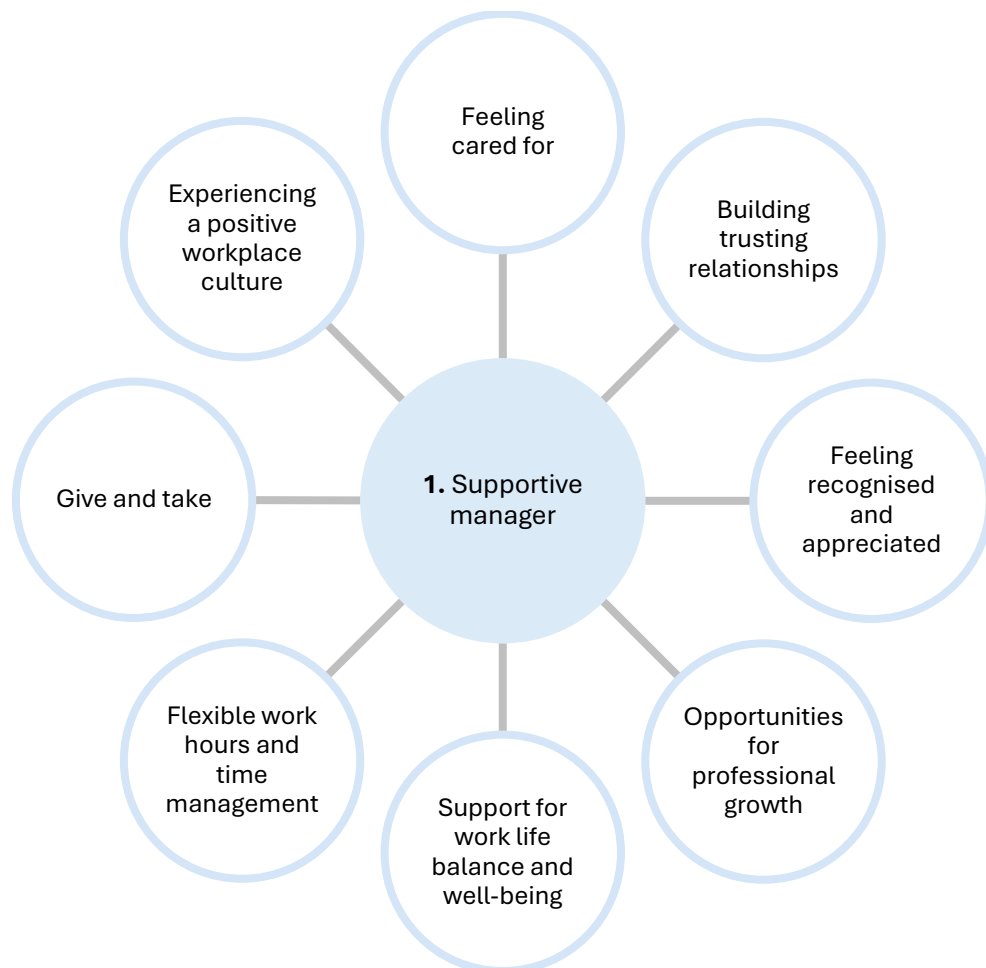 Feeling
cared for
Building
trusting
relationships
Feeling
recognised
and
appreciated
Opportunities
for
professional
growth
Support for
work life
balance and
well-being
Flexible work
hours and
time
management
Give and take
Experiencing
a positive
workplace
culture
1. Supportive
manager